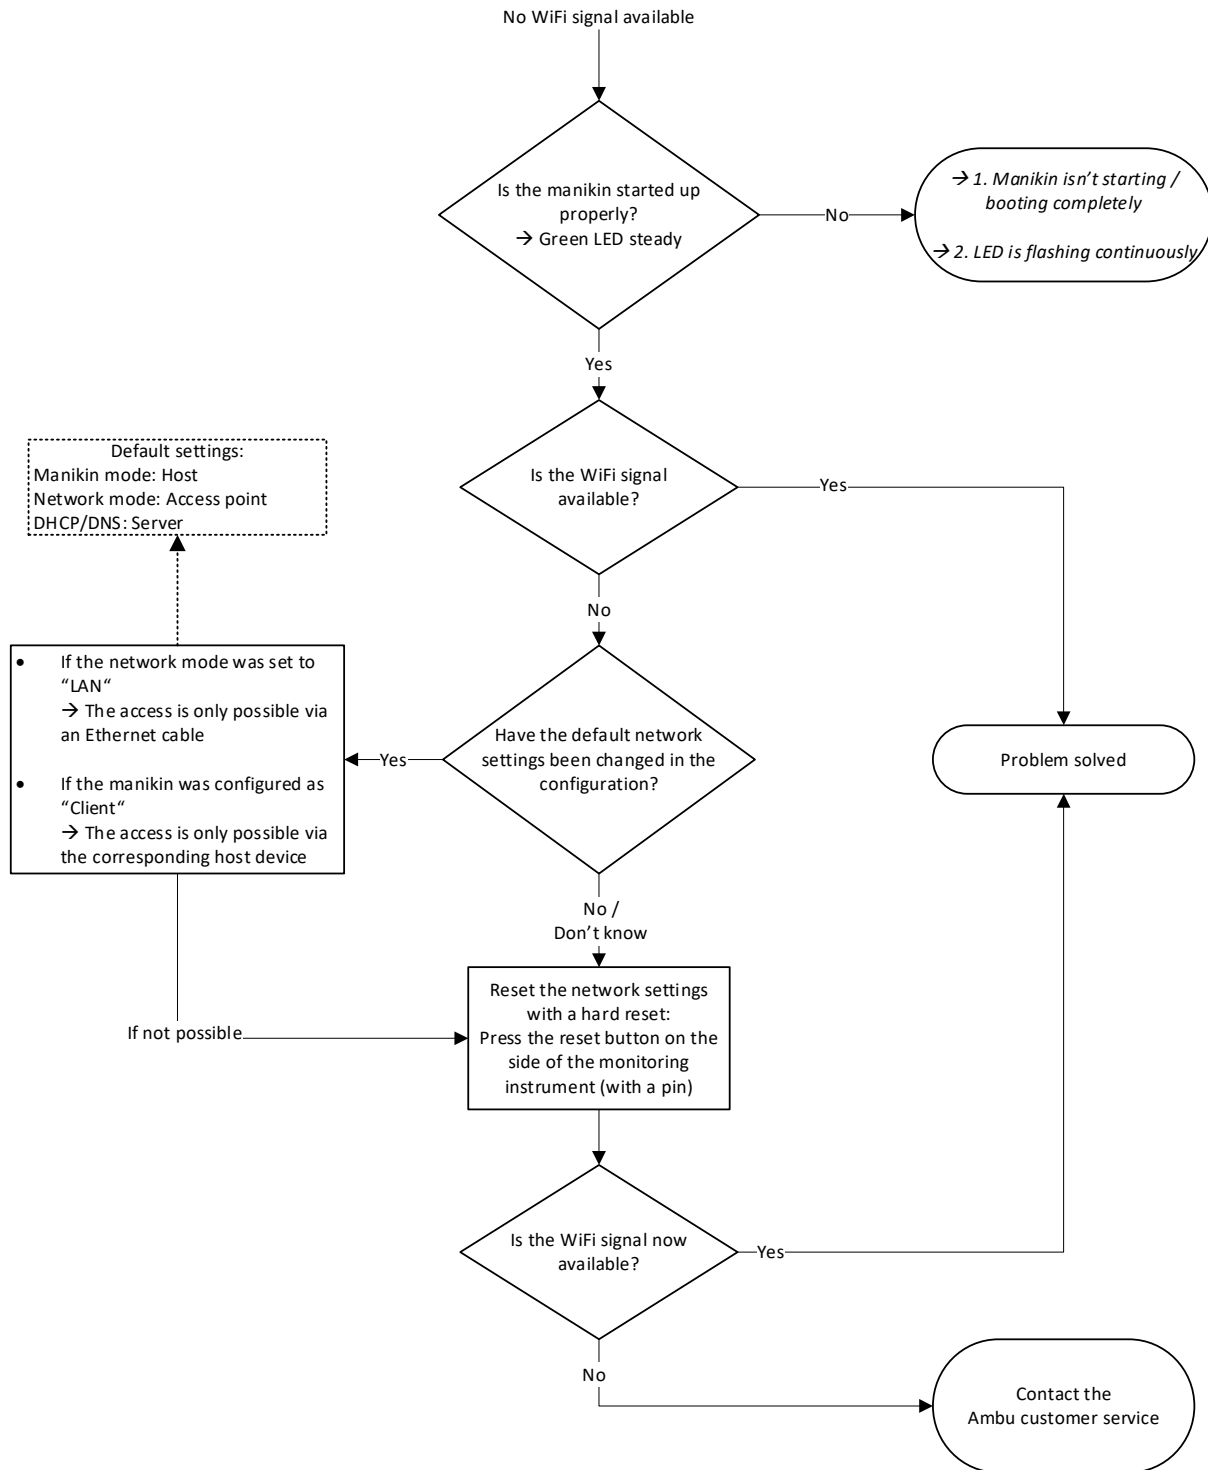 No WiFi signal available
Is the manikin started up
properly?
→ Green LED steady
No
→ 1. Manikin isn't starting /
booting completely
→ 2. LED is flashing continuously
Yes
Is the WiFi signal
available?
Yes
Default settings:
Manikin mode: Host
Network mode: Access point
DHCP/DNS: Server
No
• If the network mode was set to
“LAN“
→ The access is only possible via
an Ethernet cable
• If the manikin was configured as
“Client“
→ The access is only possible via
the corresponding host device
Yes
Have the default network
settings been changed in the
configuration?
Problem solved
No /
Don't know
Reset the network settings
with a hard reset:
Press the reset button on the
side of the monitoring
instrument (with a pin)
If not possible
Is the WiFi signal now
available?
Yes
No
Contact the
Ambu customer service